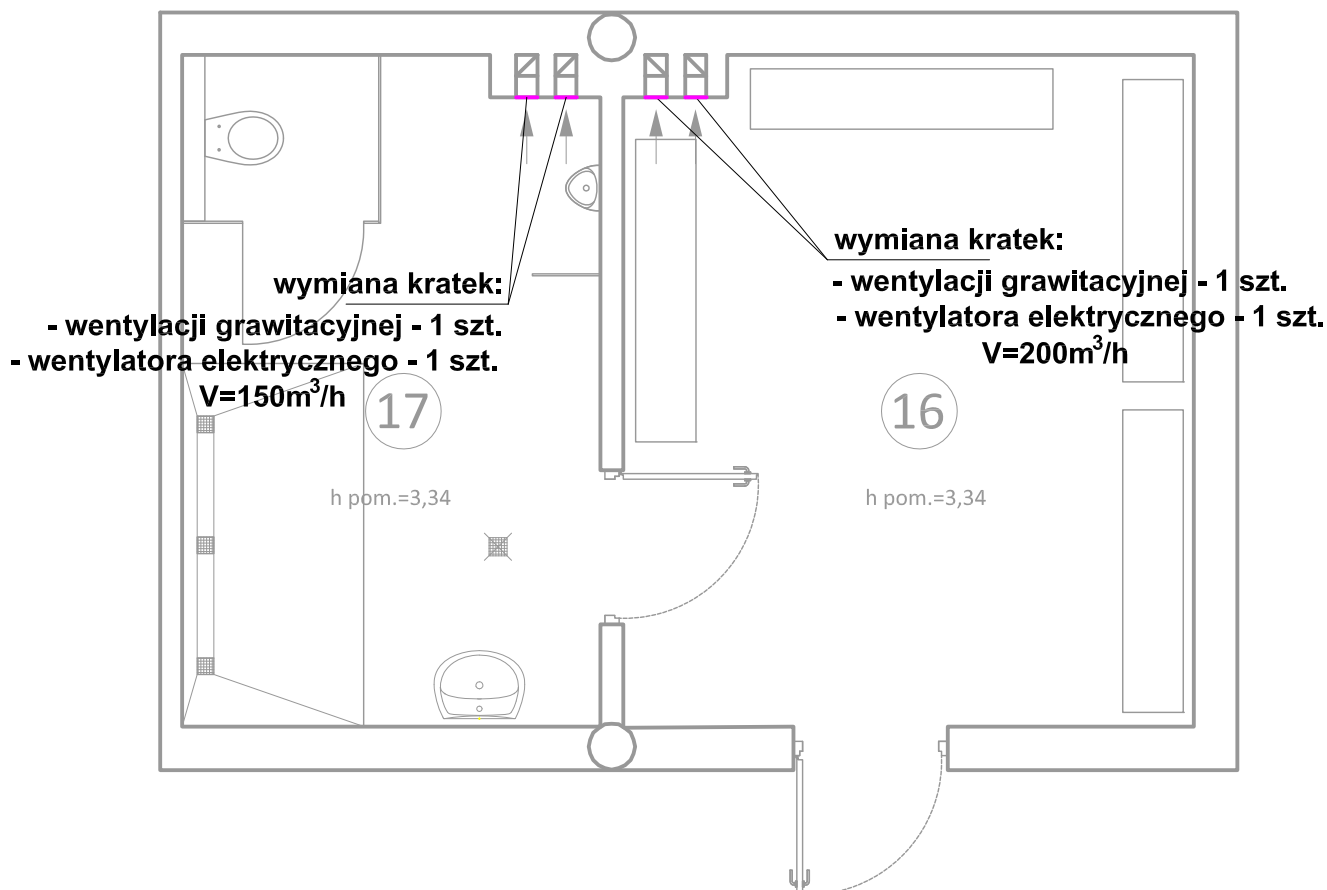 wymiana kratek:
- wentylacji grawitacyjnej - 1 szt.
- wentylatora elektrycznego - 1 szt.
V=150m³/h
17
h pom.=3,34
wymiana kratek:
- wentylacji grawitacyjnej - 1 szt.
- wentylatora elektrycznego - 1 szt.
V=200m³/h
16
h pom.=3,34